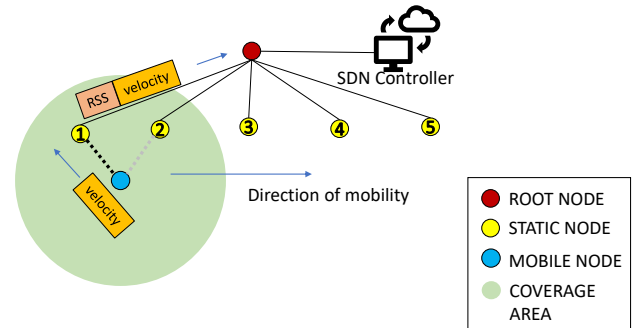 SDN Controller
RSS velocity
1 2 3 4 5
velocity
Direction of mobility
ROOT NODE
STATIC NODE
MOBILE NODE
COVERAGE
AREA